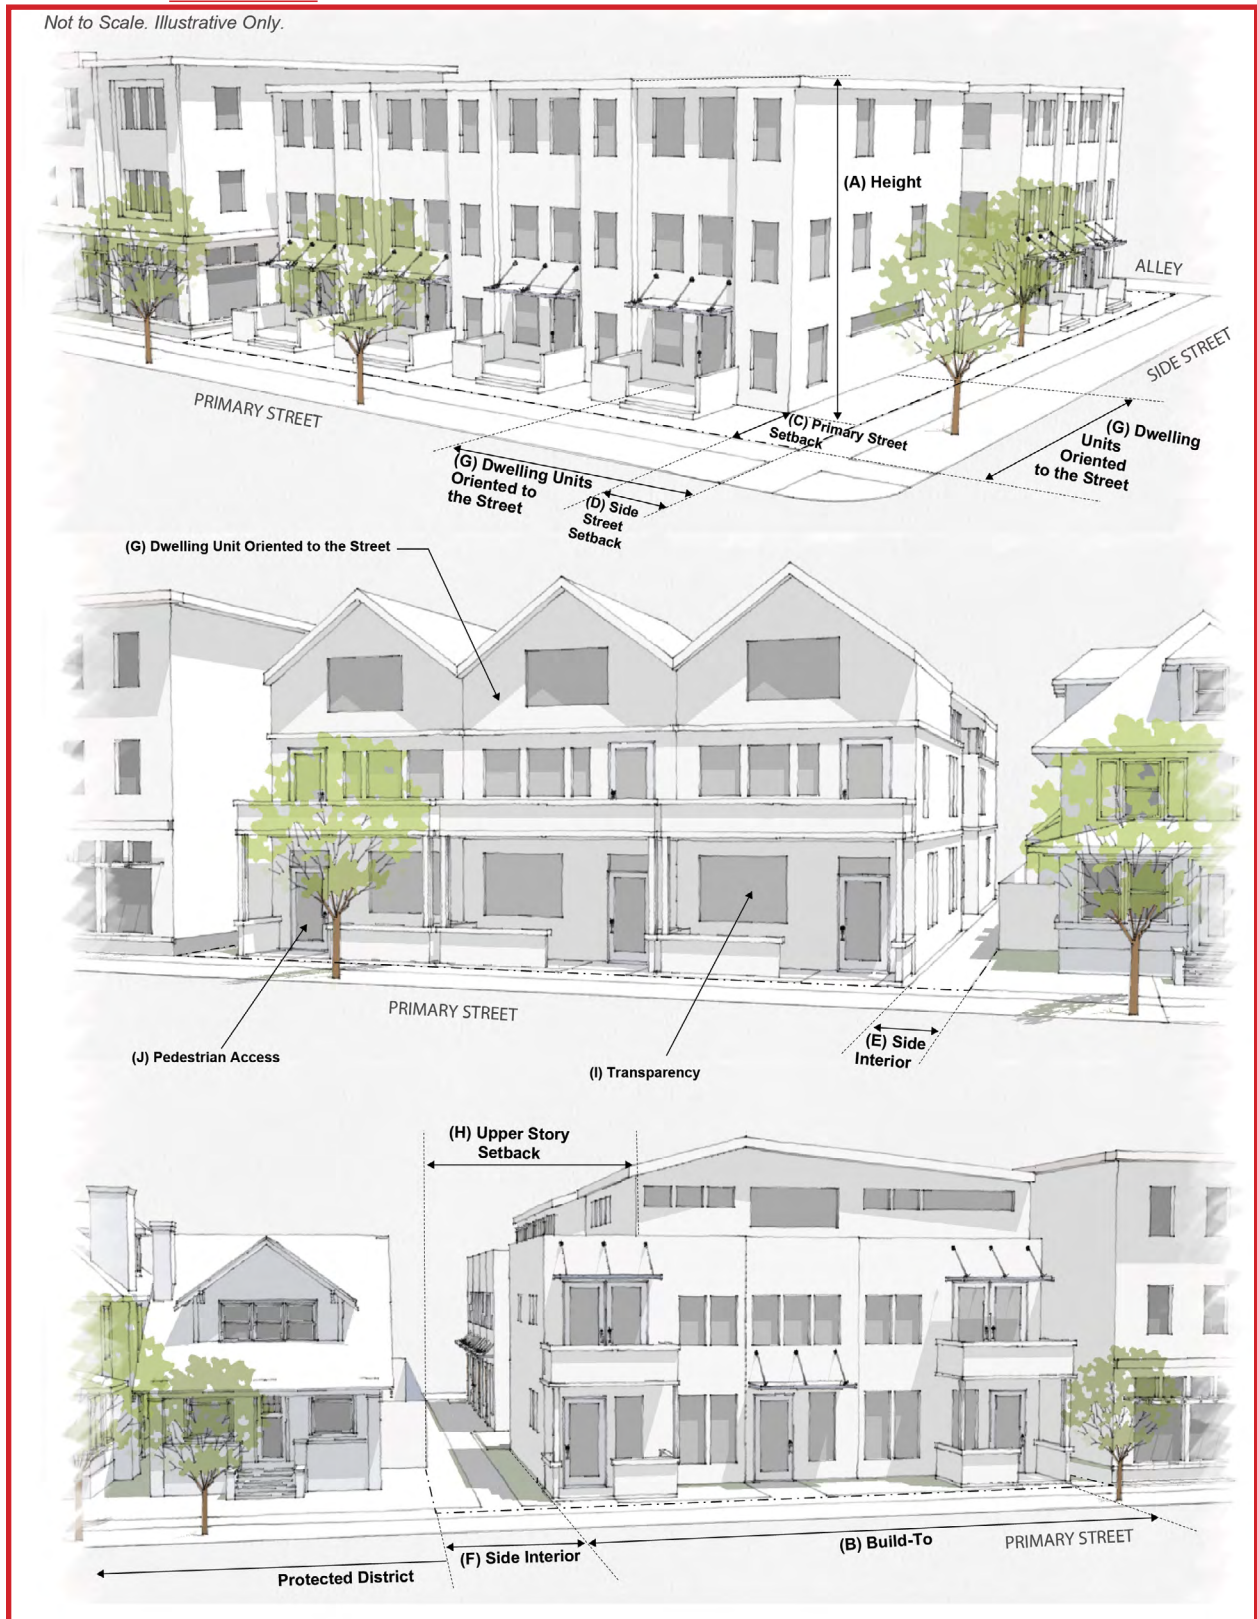 Not to Scale. Illustrative Only.
(A) Height
ALLEY
SIDE STREET
PRIMARY STREET
(C) Primary Street
Setback
(G) Dwelling
Units
Oriented
to the Street
(G) Dwelling Units
Oriented to
the Street
(D) Side
Street
Setback
(G) Dwelling Unit Oriented to the Street
PRIMARY STREET
(J) Pedestrian Access
(I) Transparency
(E) Side
Interior
(H) Upper Story
Setback
(B) Build-To
PRIMARY STREET
(F) Side Interior
Protected District